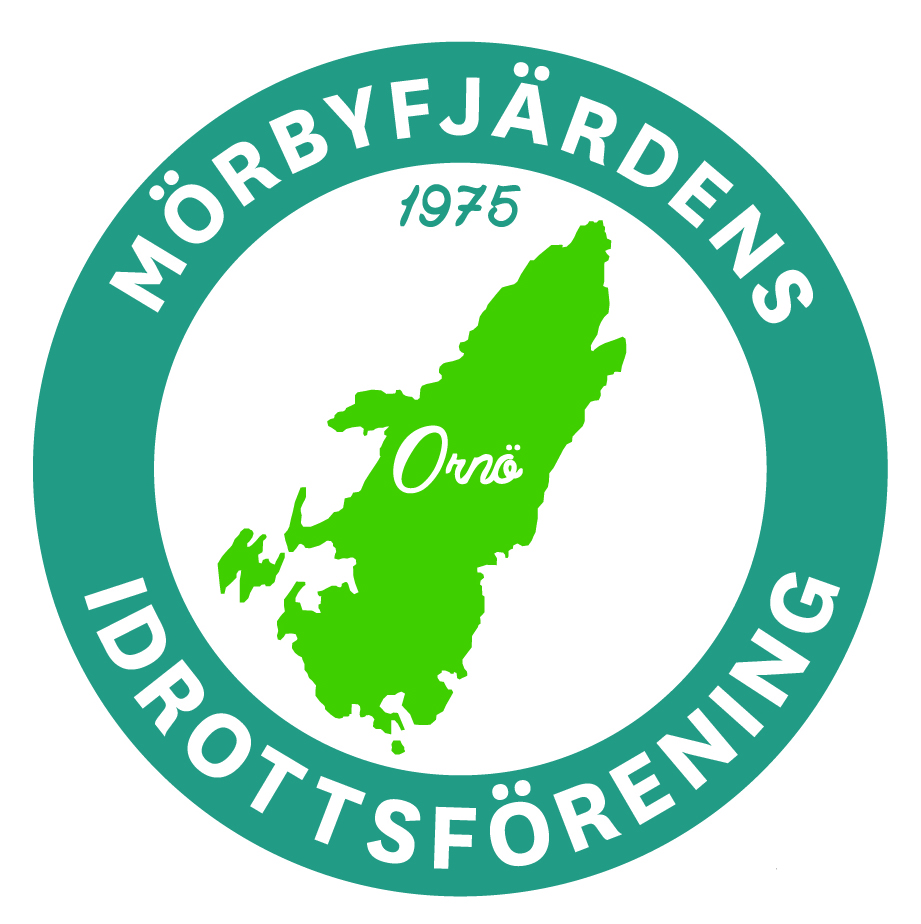 MÖRBYFJÄRDENS
1975
Ornö
IDROTTSFÖRENING